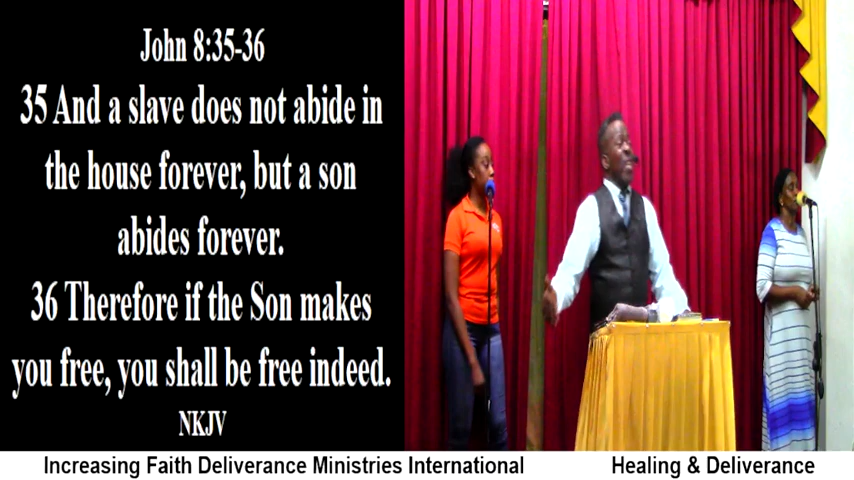 John 8:35-36
35 And a slave does not abide in
the house forever, but a son
abides forever.
36 Therefore if the Son makes
you free, you shall be free indeed.
NKJV
Increasing Faith Deliverance Ministries International
Healing & Deliverance